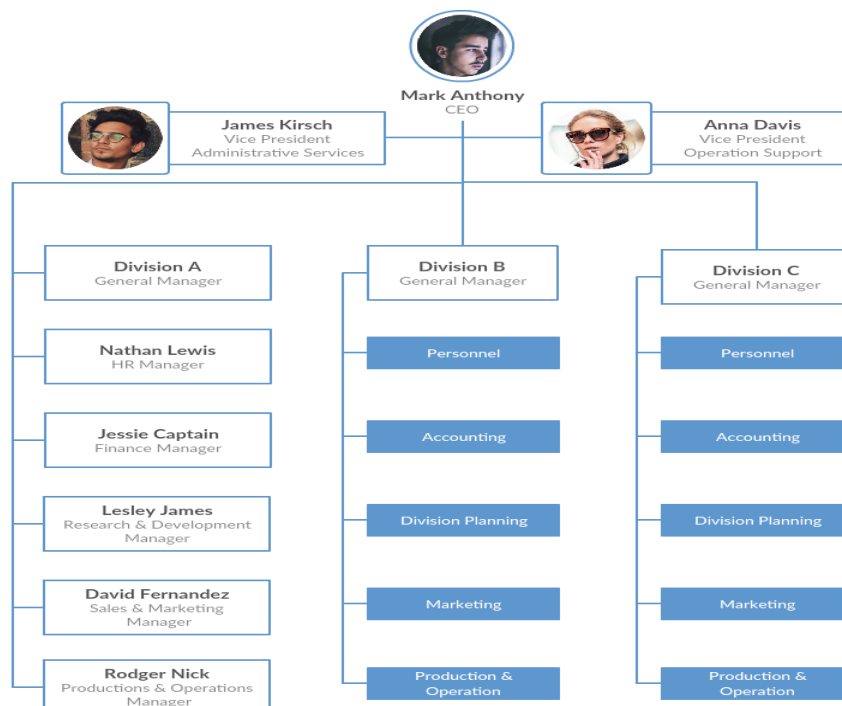 Mark Anthony
CEO
James Kirsch
Vice President
Administrative Services
Anna Davis
Vice President
Operation Support
Division A
General Manager
Nathan Lewis
HR Manager
Jessie Captain
Finance Manager
Lesley James
Research & Development
Manager
David Fernandez
Sales & Marketing
Manager
Rodger Nick
Productions & Operations
Manager
Division B
General Manager
Personnel
Accounting
Division Planning
Marketing
Production &
Operation
Division C
General Manager
Personnel
Accounting
Division Planning
Marketing
Production &
Operation